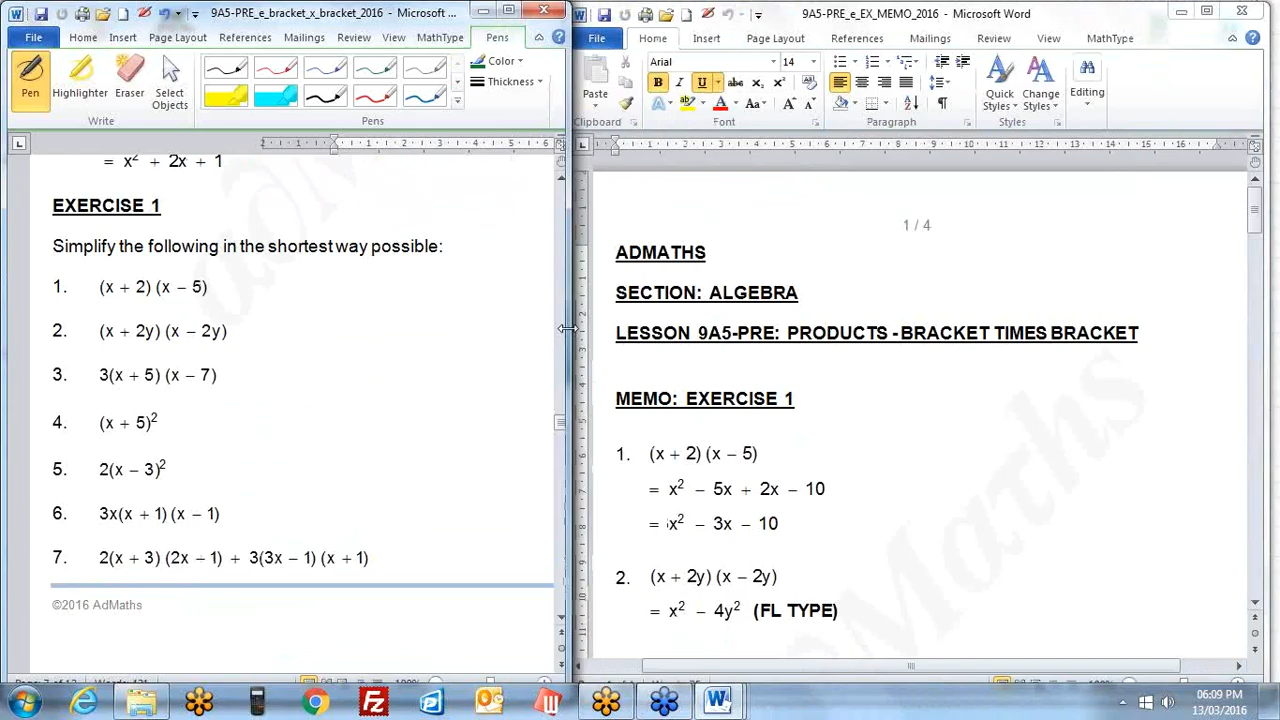 9A5-PRE_e_bracket_x_bracket_2016 - Microsoft ...
File Home Insert Page Layout References Mailings Review View MathType Pens
Pen Highlighter Eraser Select Objects Color Thickness
Write Pens
= x² + 2x + 1
EXERCISE 1
Simplify the following in the shortest way possible:
1. (x + 2) (x – 5)
2. (x + 2y) (x – 2y)
3. 3(x + 5) (x – 7)
4. (x + 5)²
5. 2(x – 3)²
6. 3x(x + 1) (x – 1)
7. 2(x + 3) (2x – 1) + 3(3x – 1) (x + 1)
©2016 AdMaths
9A5-PRE_e_EX_MEMO_2016 - Microsoft Word
File Home Insert Page Layout References Mailings Review View MathType
Paste Arial 14 Quick Styles Change Styles Editing
B I U abc x₂ x² A Aa
Clipboard Font Paragraph Styles
1 / 4
ADMATHS
SECTION: ALGEBRA
LESSON 9A5-PRE: PRODUCTS - BRACKET TIMES BRACKET
MEMO: EXERCISE 1
1. (x + 2) (x – 5)
= x² – 5x + 2x – 10
= x² – 3x – 10
2. (x + 2y) (x – 2y)
= x² – 4y² (FL TYPE)
06:09 PM
13/03/2016